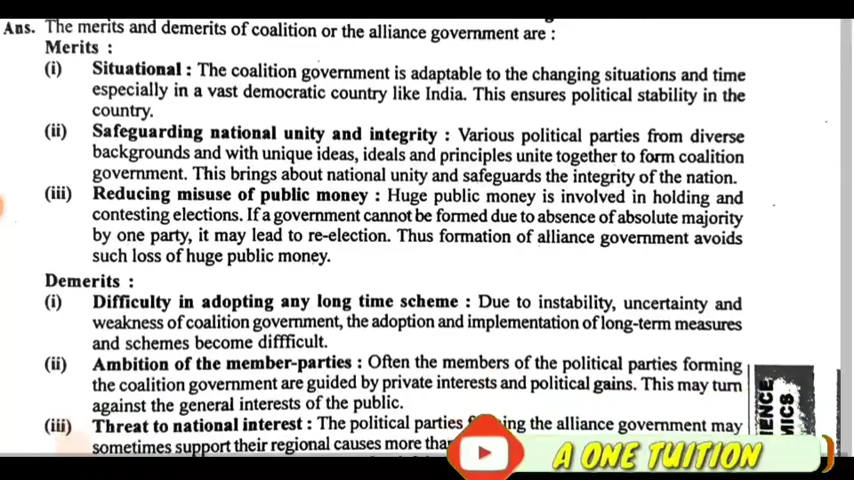 Ans. The merits and demerits of coalition or the alliance government are :
Merits :
(i) Situational : The coalition government is adaptable to the changing situations and time
especially in a vast democratic country like India. This ensures political stability in the
country.
(ii) Safeguarding national unity and integrity : Various political parties from diverse
backgrounds and with unique ideas, ideals and principles unite together to form coalition
government. This brings about national unity and safeguards the integrity of the nation.
(iii) Reducing misuse of public money : Huge public money is involved in holding and
contesting elections. If a government cannot be formed due to absence of absolute majority
by one party, it may lead to re-election. Thus formation of alliance government avoids
such loss of huge public money.
Demerits :
(i) Difficulty in adopting any long time scheme : Due to instability, uncertainty and
weakness of coalition government, the adoption and implementation of long-term measures
and schemes become diffficult.
(ii) Ambition of the member-parties : Often the members of the political parties forming
the coalition government are guided by private interests and political gains. This may turn
against the general interests of the public.
(iii) Threat to national interest : The political parties the alliance government may
sometimes support their regional causes more
A ONE TUITION